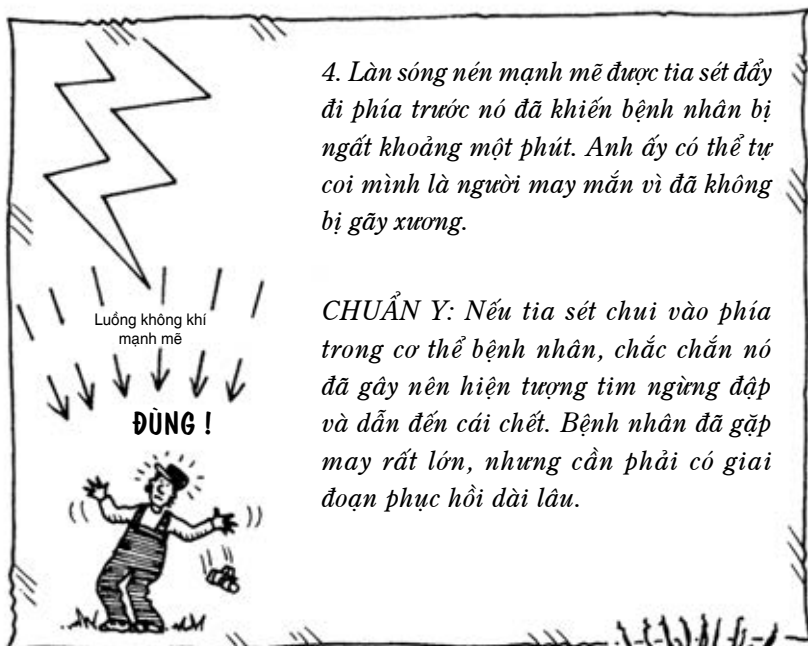 4. Làn sóng nén mạnh mẽ được tia sét đẩy
đi phía trước nó đã khiến bệnh nhân bị
ngất khoảng một phút. Anh ấy có thể tự
coi mình là người may mắn vì đã không
bị gãy xương.
Luồng không khí
mạnh mẽ
ĐÙNG !
CHUẨN Y: Nếu tia sét chui vào phía
trong cơ thể bệnh nhân, chắc chắn nó
đã gây nên hiện tượng tim ngừng đập
và dẫn đến cái chết. Bệnh nhân đã gặp
may rất lớn, nhưng cần phải có giai
đoạn phục hồi dài lâu.